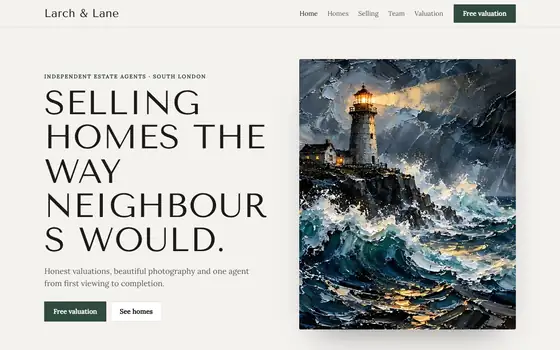 Larch & Lane
Home Homes Selling Team Valuation Free valuation
INDEPENDENT ESTATE AGENTS · SOUTH LONDON
SELLING
HOMES THE
WAY
NEIGHBOUR
S WOULD.
Honest valuations, beautiful photography and one agent
from first viewing to completion.
Free valuation See homes